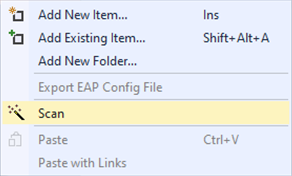 Add New Item... Ins
Add Existing Item... Shift+Alt+A
Add New Folder...
Export EAP Config File
Scan
Paste Ctrl+V
Paste with Links